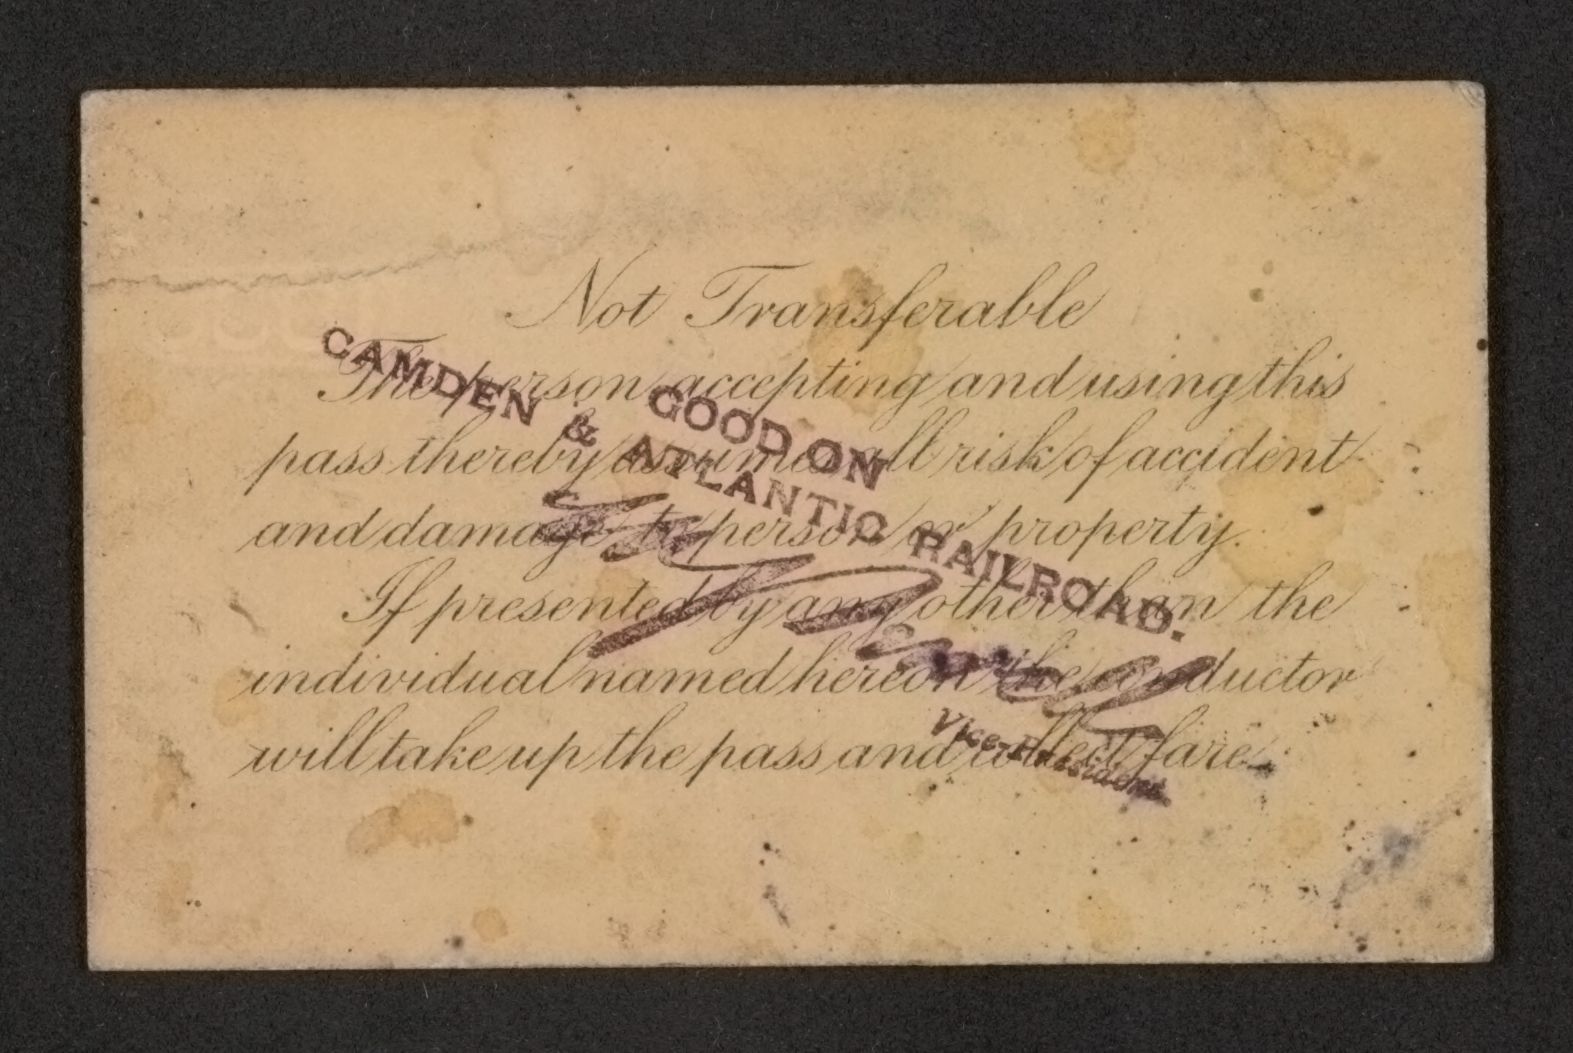 Not Transferable
The person accepting and using this
pass thereby assumes all risk of accident
and damage to person or property.
If presented by any other than the
individual named hereon the conductor
will take up the pass and collect fare.
GOOD ON
CAMDEN & ATLANTIC RAILROAD.
Vice-President